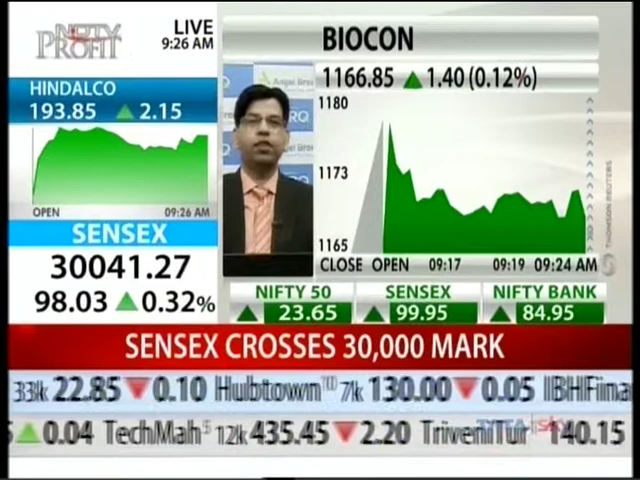 NDTV
PROFIT
LIVE
9:26 AM
HINDALCO
193.85 ▲ 2.15
OPEN 09:26 AM
SENSEX
30041.27
98.03 ▲ 0.32%
BIOCON
1166.85 ▲ 1.40 (0.12%)
1180
1173
1165
CLOSE OPEN 09:17 09:19 09:24 AM
THOMSON REUTERS
NIFTY 50
▲ 23.65
SENSEX
▲ 99.95
NIFTY BANK
▲ 84.95
SENSEX CROSSES 30,000 MARK
33k 22.85 ▼ 0.10 Hubtown 7k 130.00 ▼ 0.05 IBHFinan
▲ 0.04 TechMah 12k 435.45 ▼ 2.20 TriveniTur 140.15